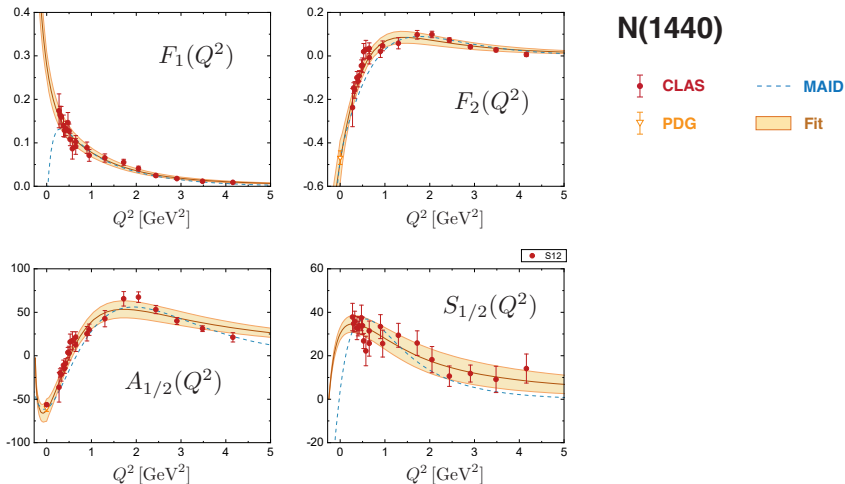 N(1440)
CLAS
MAID
PDG
Fit
0.4
0.3
0.2
0.1
0.0
F₁(Q²)
0 1 2 3 4 5
Q² [GeV²]
0.2
0.0
-0.2
-0.4
-0.6
F₂(Q²)
0 1 2 3 4 5
Q² [GeV²]
100
50
0
-50
-100
A₁/₂(Q²)
0 1 2 3 4 5
Q² [GeV²]
S12
60
40
20
0
-20
S₁/₂(Q²)
0 1 2 3 4 5
Q² [GeV²]